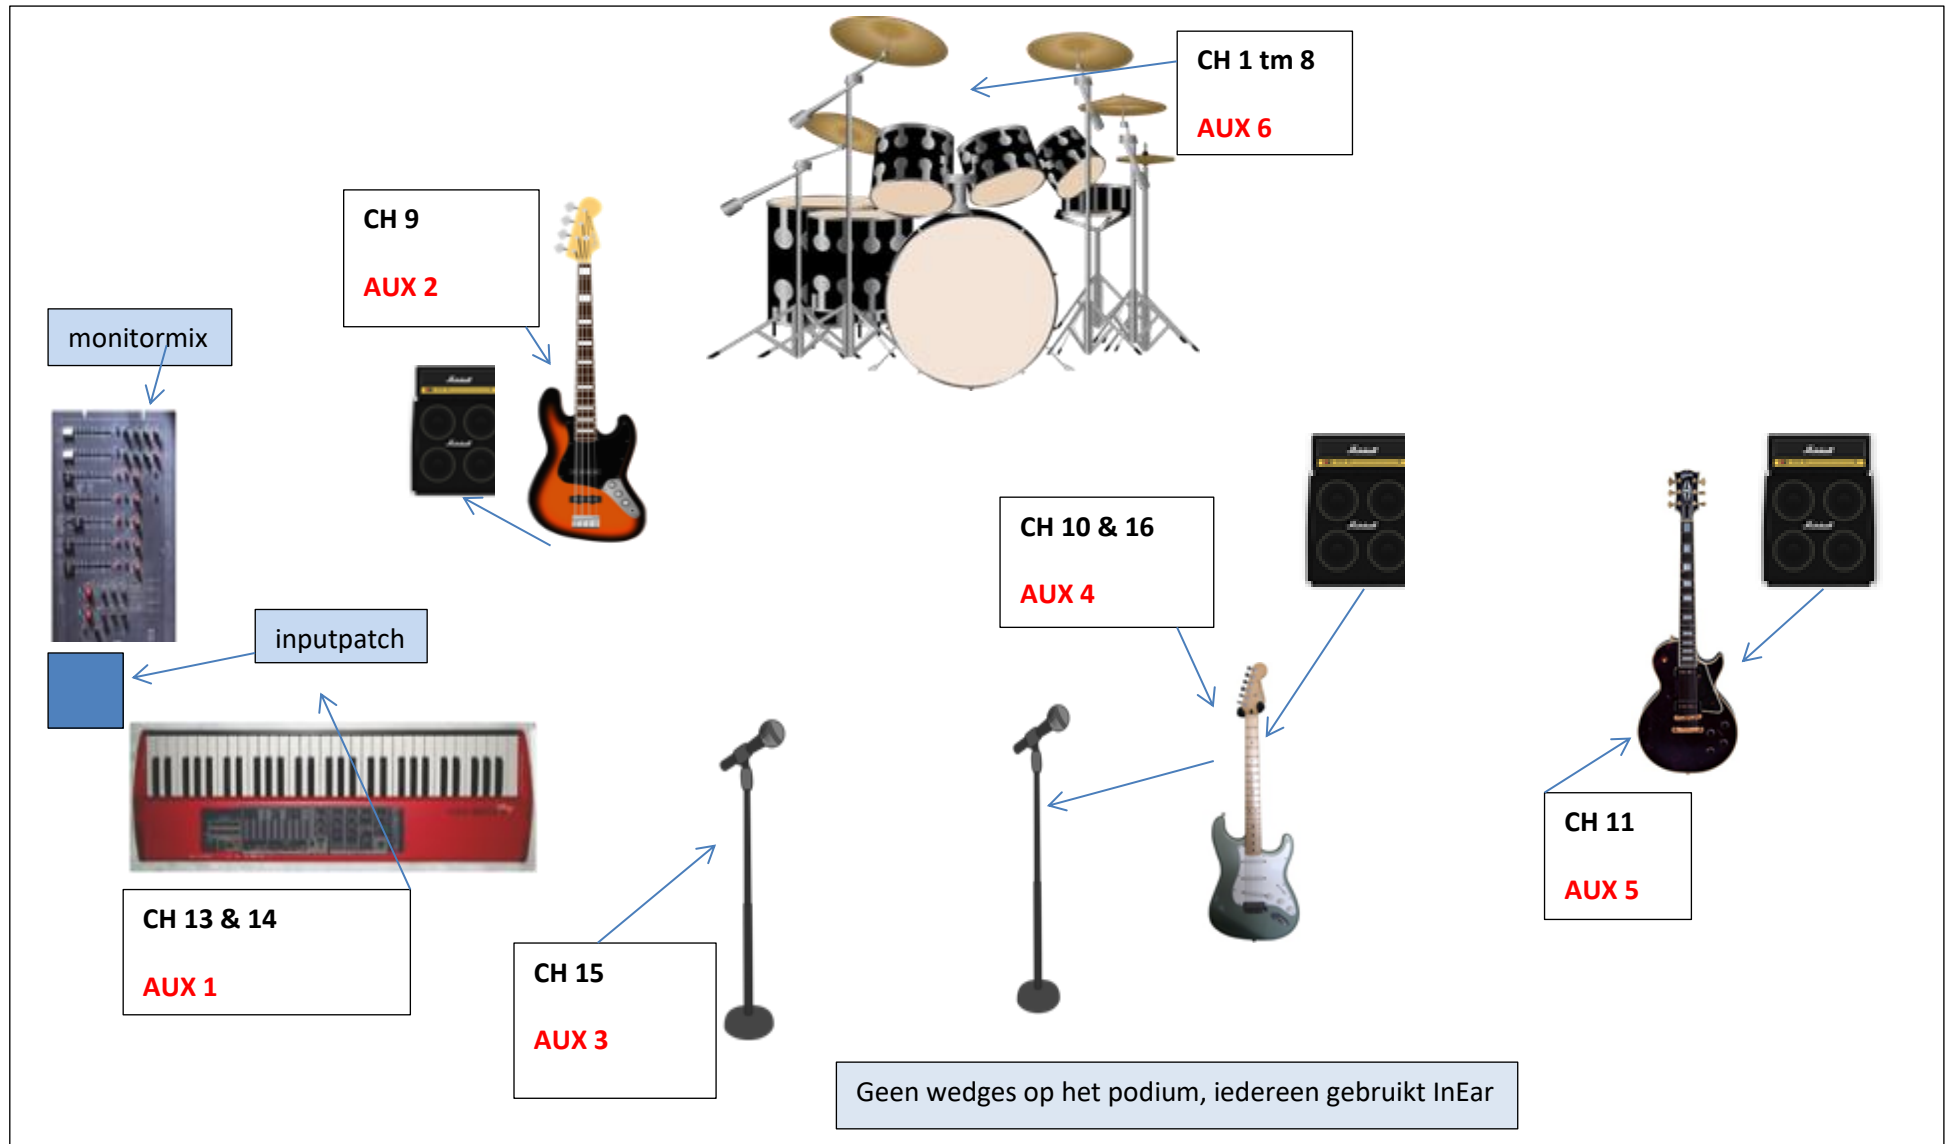 CH 1 tm 8
AUX 6
CH 9
AUX 2
monitormix
CH 10 & 16
AUX 4
inputpatch
CH 11
AUX 5
CH 13 & 14
AUX 1
CH 15
AUX 3
Geen wedges op het podium, iedereen gebruikt InEar